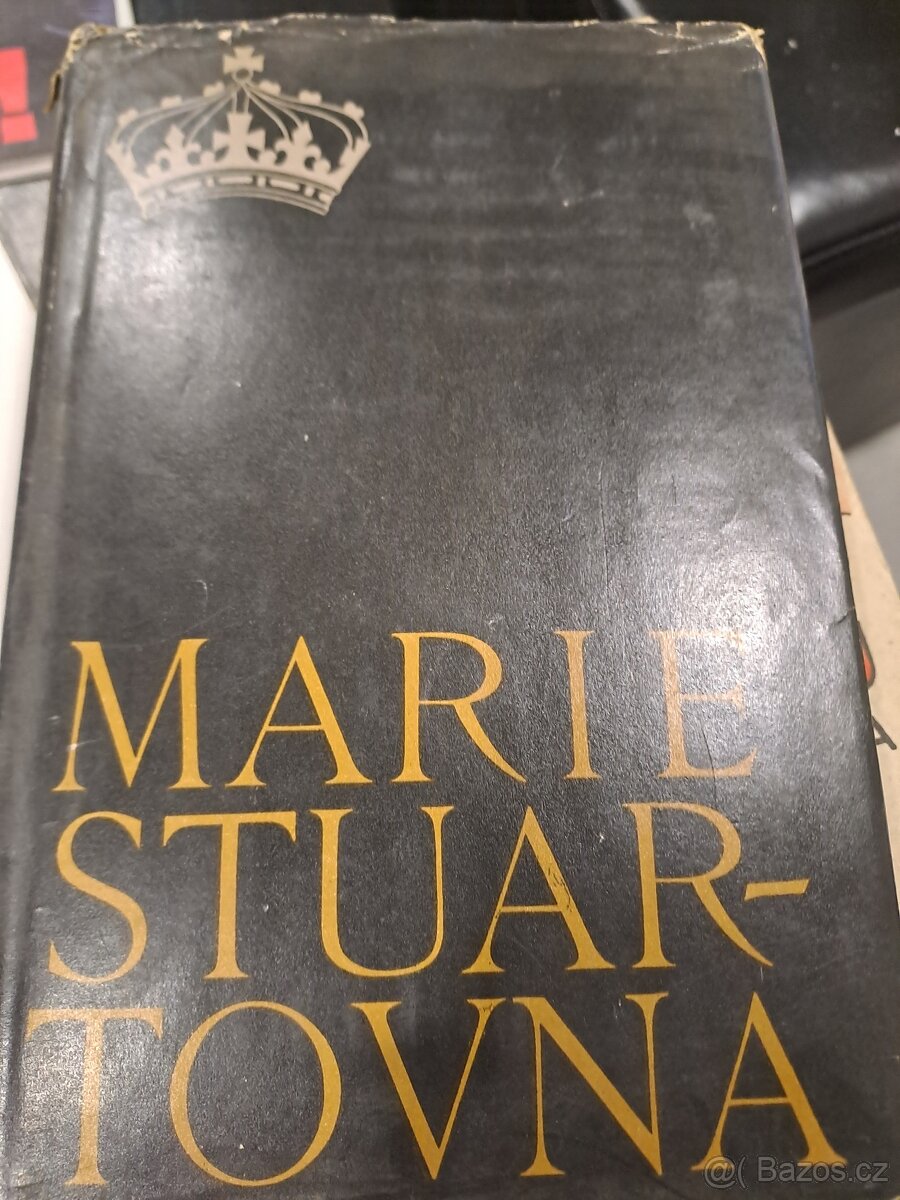 !
MARIE
STUAR-
TOVNA
A
@( Bazos.cz